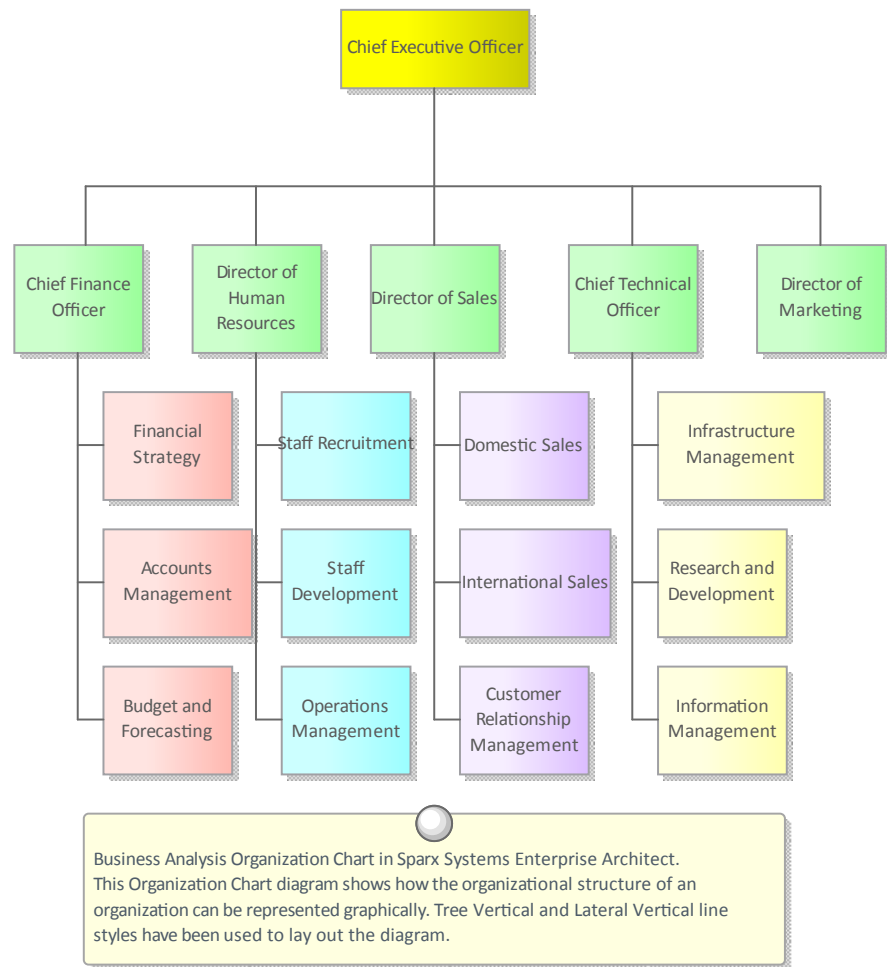 Chief Executive Officer
Chief Finance
Officer
Director of
Human
Resources
Director of Sales
Chief Technical
Officer
Director of
Marketing
Financial
Strategy
Staff Recruitment
Domestic Sales
Infrastructure
Management
Accounts
Management
Staff
Development
International Sales
Research and
Development
Budget and
Forecasting
Operations
Management
Customer
Relationship
Management
Information
Management
Business Analysis Organization Chart in Sparx Systems Enterprise Architect.
This Organization Chart diagram shows how the organizational structure of an
organization can be represented graphically. Tree Vertical and Lateral Vertical line
styles have been used to lay out the diagram.